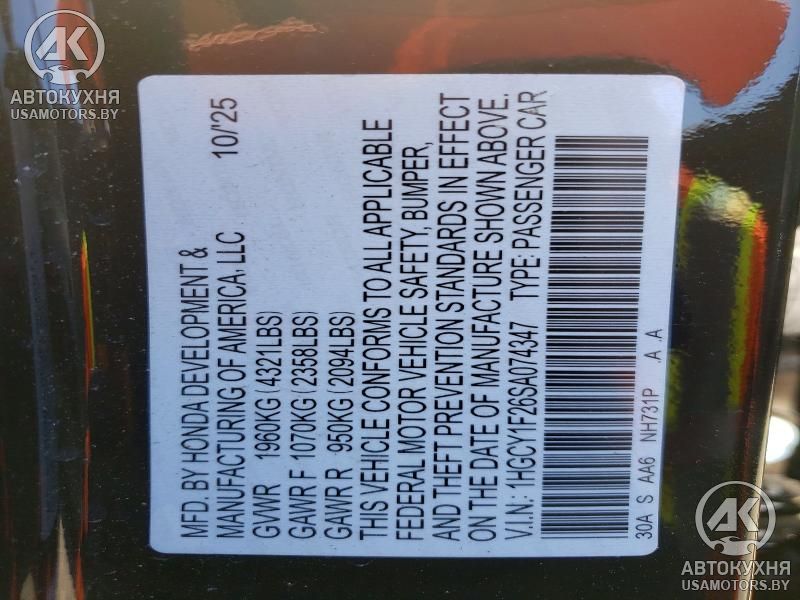 AK
АВТОКУХНЯ
USAMOTORS.BY
MFD. BY HONDA DEVELOPMENT &
MANUFACTURING OF AMERICA, LLC 10/'25
GVWR 1960KG (4321LBS)
GAWR F 1070KG (2358LBS)
GAWR R 950KG (2094LBS)
THIS VEHICLE CONFORMS TO ALL APPLICABLE
FEDERAL MOTOR VEHICLE SAFETY, BUMPER,
AND THEFT PREVENTION STANDARDS IN EFFECT
ON THE DATE OF MANUFACTURE SHOWN ABOVE.
V.I.N.: 1HGCY1F26SA074347 TYPE: PASSENGER CAR
30A S AA6 NH731P .A .A
AK
АВТОКУХНЯ
USAMOTORS.BY